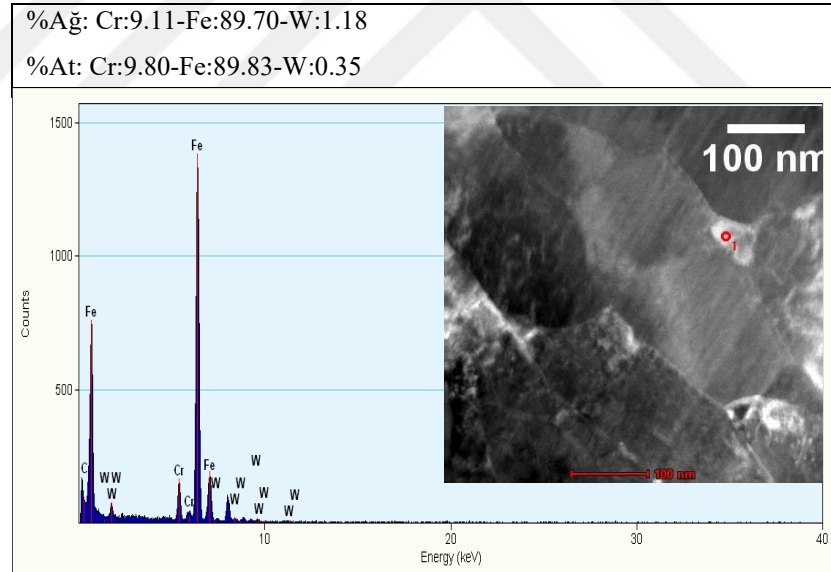 %Ağ: Cr:9.11-Fe:89.70-W:1.18
%At: Cr:9.80-Fe:89.83-W:0.35
1500
1000
500
Counts
Fe
Fe
C
W W
W
Cr
Cr
Fe
W
W
W
W
W
W
W
W
10
20
30
40
Energy (keV)
100 nm
1
100 nm